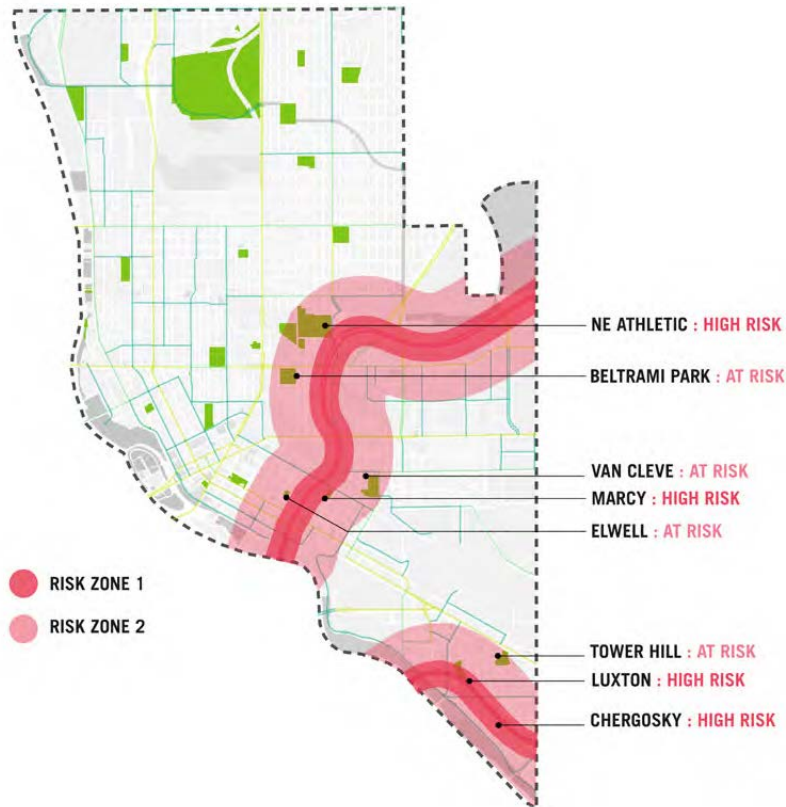 NE ATHLETIC : HIGH RISK
BELTRAMI PARK : AT RISK
VAN CLEVE : AT RISK
MARCY : HIGH RISK
ELWELL : AT RISK
RISK ZONE 1
RISK ZONE 2
TOWER HILL : AT RISK
LUXTON : HIGH RISK
CHERGOSKY : HIGH RISK